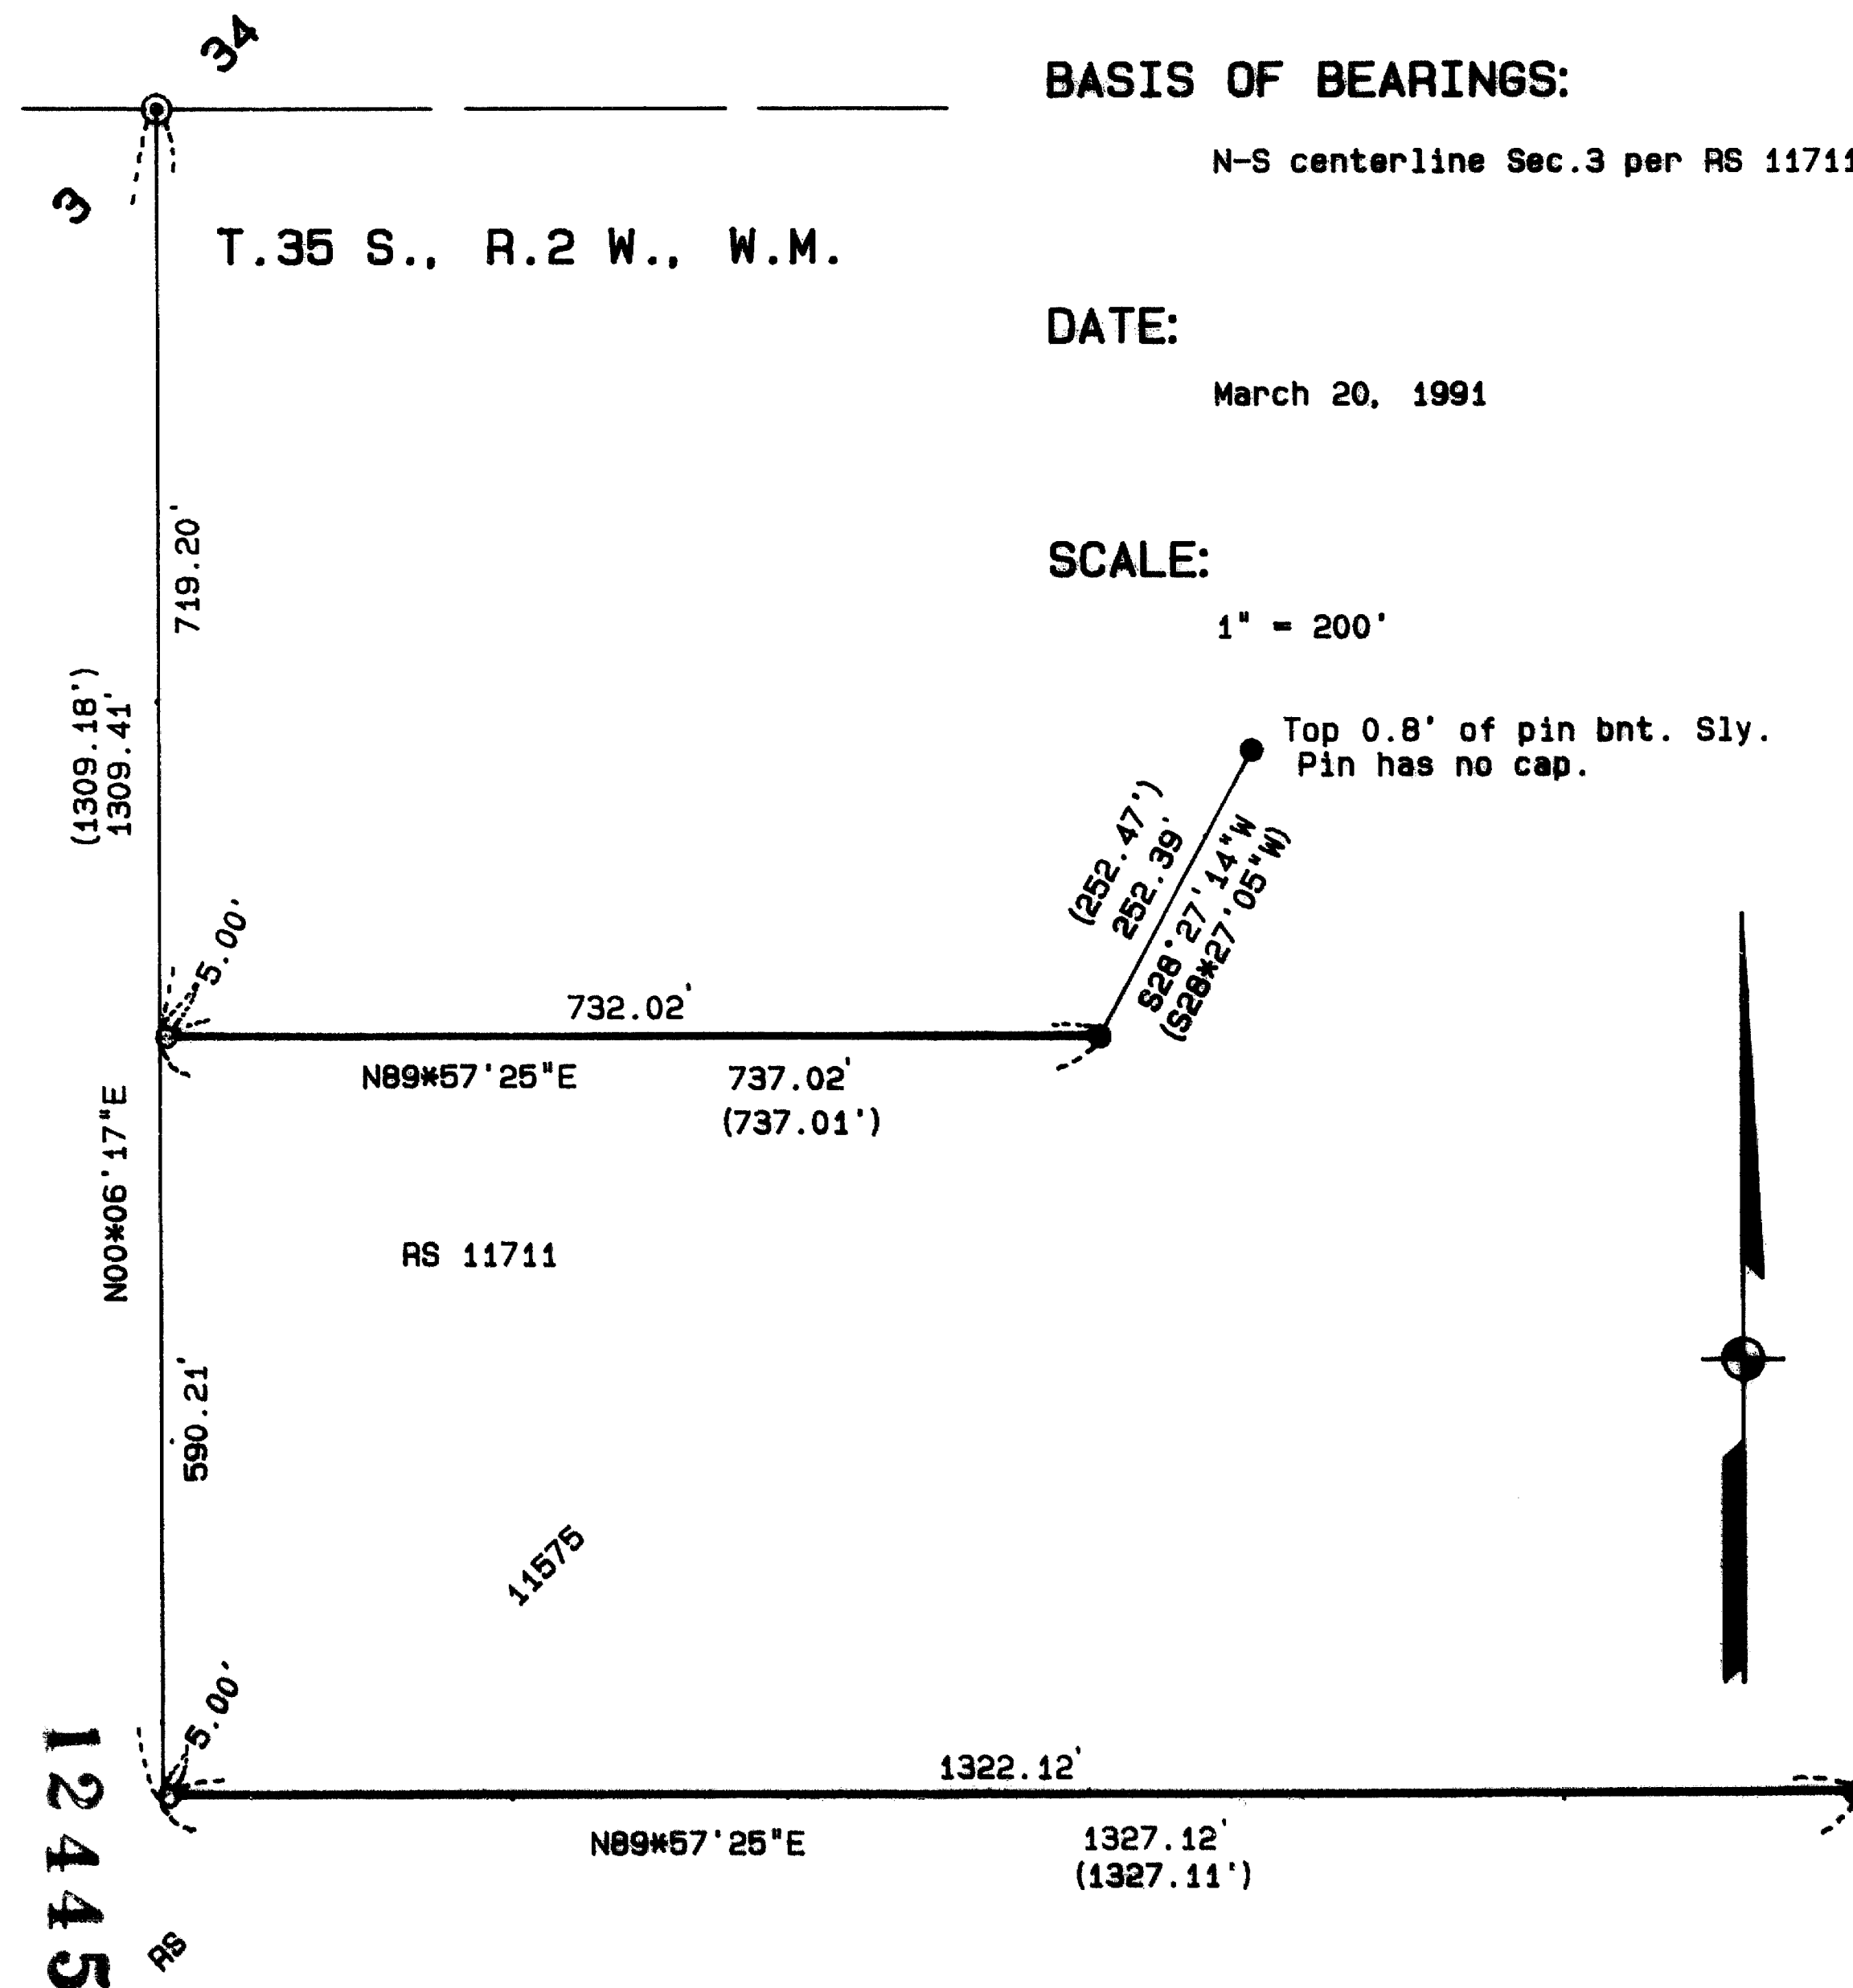 34
BASIS OF BEARINGS:
N-S centerline Sec.3 per RS 11711
3
T.35 S., R.2 W., W.M.
DATE:
March 20, 1991
719.20'
SCALE:
1" = 200'
(1309.18')
1309.41'
Top 0.8' of pin bnt. Sly.
Pin has no cap.
(252.47')
252.39'
S28°27'14"W
(S28*27'05"W)
5.00'
732.02'
N89*57'25"E
737.02'
(737.01')
N00*06'17"E
RS 11711
590.21'
11575
5.00'
1322.12'
N89*57'25"E
1327.12'
(1327.11')
12445
RS